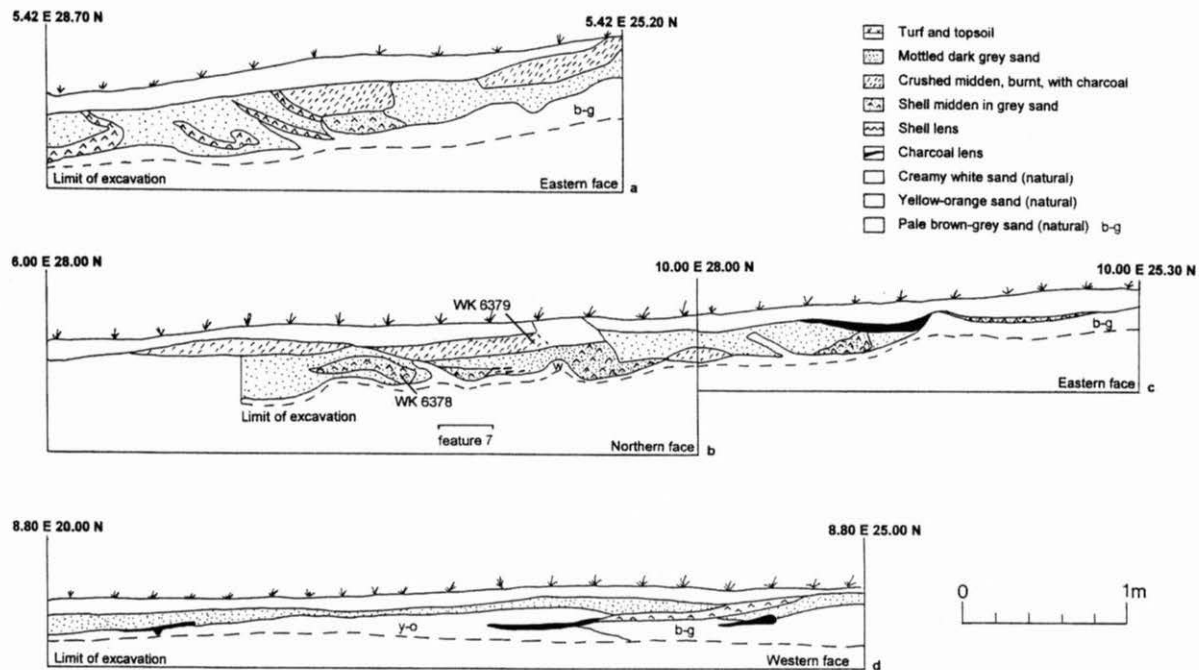 5.42 E 28.70 N
5.42 E 25.20 N
b-g
Limit of excavation
Eastern face
a
Turf and topsoil
Mottled dark grey sand
Crushed midden, burnt, with charcoal
Shell midden in grey sand
Shell lens
Charcoal lens
Creamy white sand (natural)
Yellow-orange sand (natural)
Pale brown-grey sand (natural) b-g
6.00 E 28.00 N
10.00 E 28.00 N
10.00 E 25.30 N
WK 6379
b-g
w
WK 6378
Limit of excavation
Eastern face
c
feature 7
Northern face
b
8.80 E 20.00 N
8.80 E 25.00 N
0 1m
y-o
b-g
Limit of excavation
Western face
d